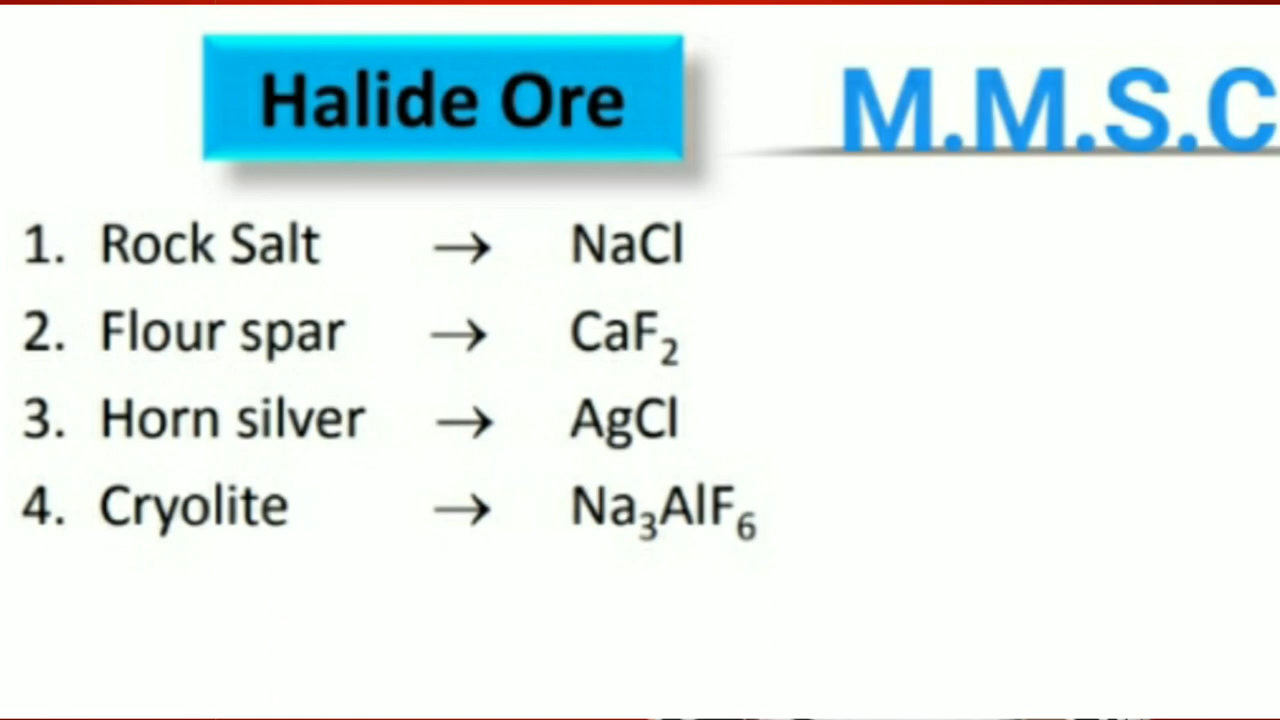 Halide Ore
M.M.S.C
1. Rock Salt → NaCl
2. Flour spar → CaF₂
3. Horn silver → AgCl
4. Cryolite → Na₃AlF₆